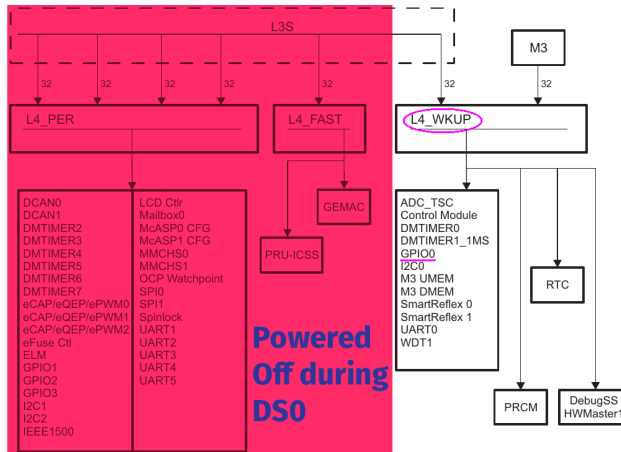 L3S
M3
32
32
32
32
32
32
32
L4_PER
L4_FAST
L4_WKUP
DCAN0
DCAN1
DMTIMER2
DMTIMER3
DMTIMER4
DMTIMER5
DMTIMER6
DMTIMER7
eCAP/eQEP/ePWM0
eCAP/eQEP/ePWM1
eCAP/eQEP/ePWM2
eFuse Ctl
ELM
GPIO1
GPIO2
GPIO3
I2C1
I2C2
IEEE1500
LCD Ctlr
Mailbox0
McASP0 CFG
McASP1 CFG
MMCHS0
MMCHS1
OCP Watchpoint
SPI0
SPI1
Spinlock
UART1
UART2
UART3
UART4
UART5
PRU-ICSS
GEMAC
Powered
Off during
DS0
ADC_TSC
Control Module
DMTIMER0
DMTIMER1_1MS
GPIO0
I2C0
M3 UMEM
M3 DMEM
SmartReflex 0
SmartReflex 1
UART0
WDT1
RTC
PRCM
DebugSS
HWMaster1